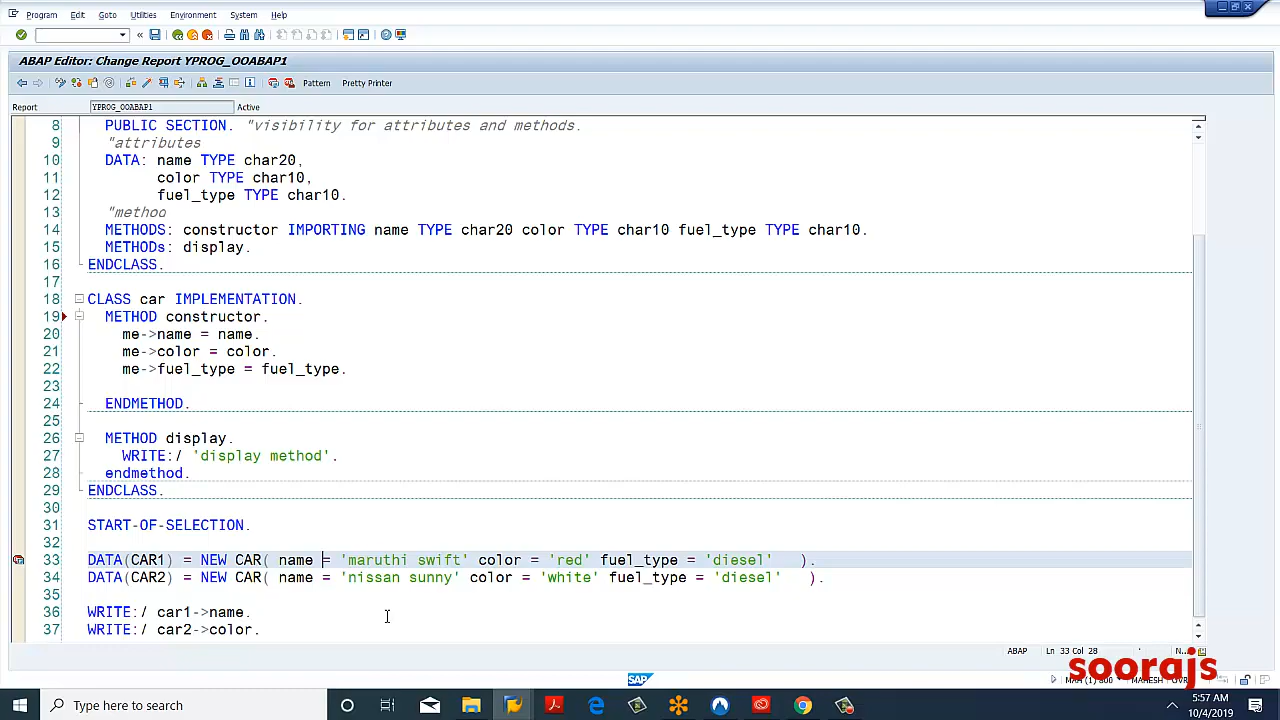 Program Edit Goto Utilities Environment System Help
ABAP Editor: Change Report YPROG_OOABAP1
Pattern Pretty Printer
Report YPROG_OOABAP1 Active
8 PUBLIC SECTION. "visibility for attributes and methods.
9 "attributes
10 DATA: name TYPE char20,
11 color TYPE char10,
12 fuel_type TYPE char10.
13 "method
14 METHODS: constructor IMPORTING name TYPE char20 color TYPE char10 fuel_type TYPE char10.
15 METHODs: display.
16 ENDCLASS.
17
18 CLASS car IMPLEMENTATION.
19 METHOD constructor.
20 me->name = name.
21 me->color = color.
22 me->fuel_type = fuel_type.
23
24 ENDMETHOD.
25
26 METHOD display.
27 WRITE:/ 'display method'.
28 endmethod.
29 ENDCLASS.
30
31 START-OF-SELECTION.
32
33 DATA(CAR1) = NEW CAR( name = 'maruthi swift' color = 'red' fuel_type = 'diesel' ).
34 DATA(CAR2) = NEW CAR( name = 'nissan sunny' color = 'white' fuel_type = 'diesel' ).
35
36 WRITE:/ car1->name.
37 WRITE:/ car2->color.
ABAP Ln 33 Col 28
soorajs
SAP
Type here to search
5:57 AM
10/4/2019